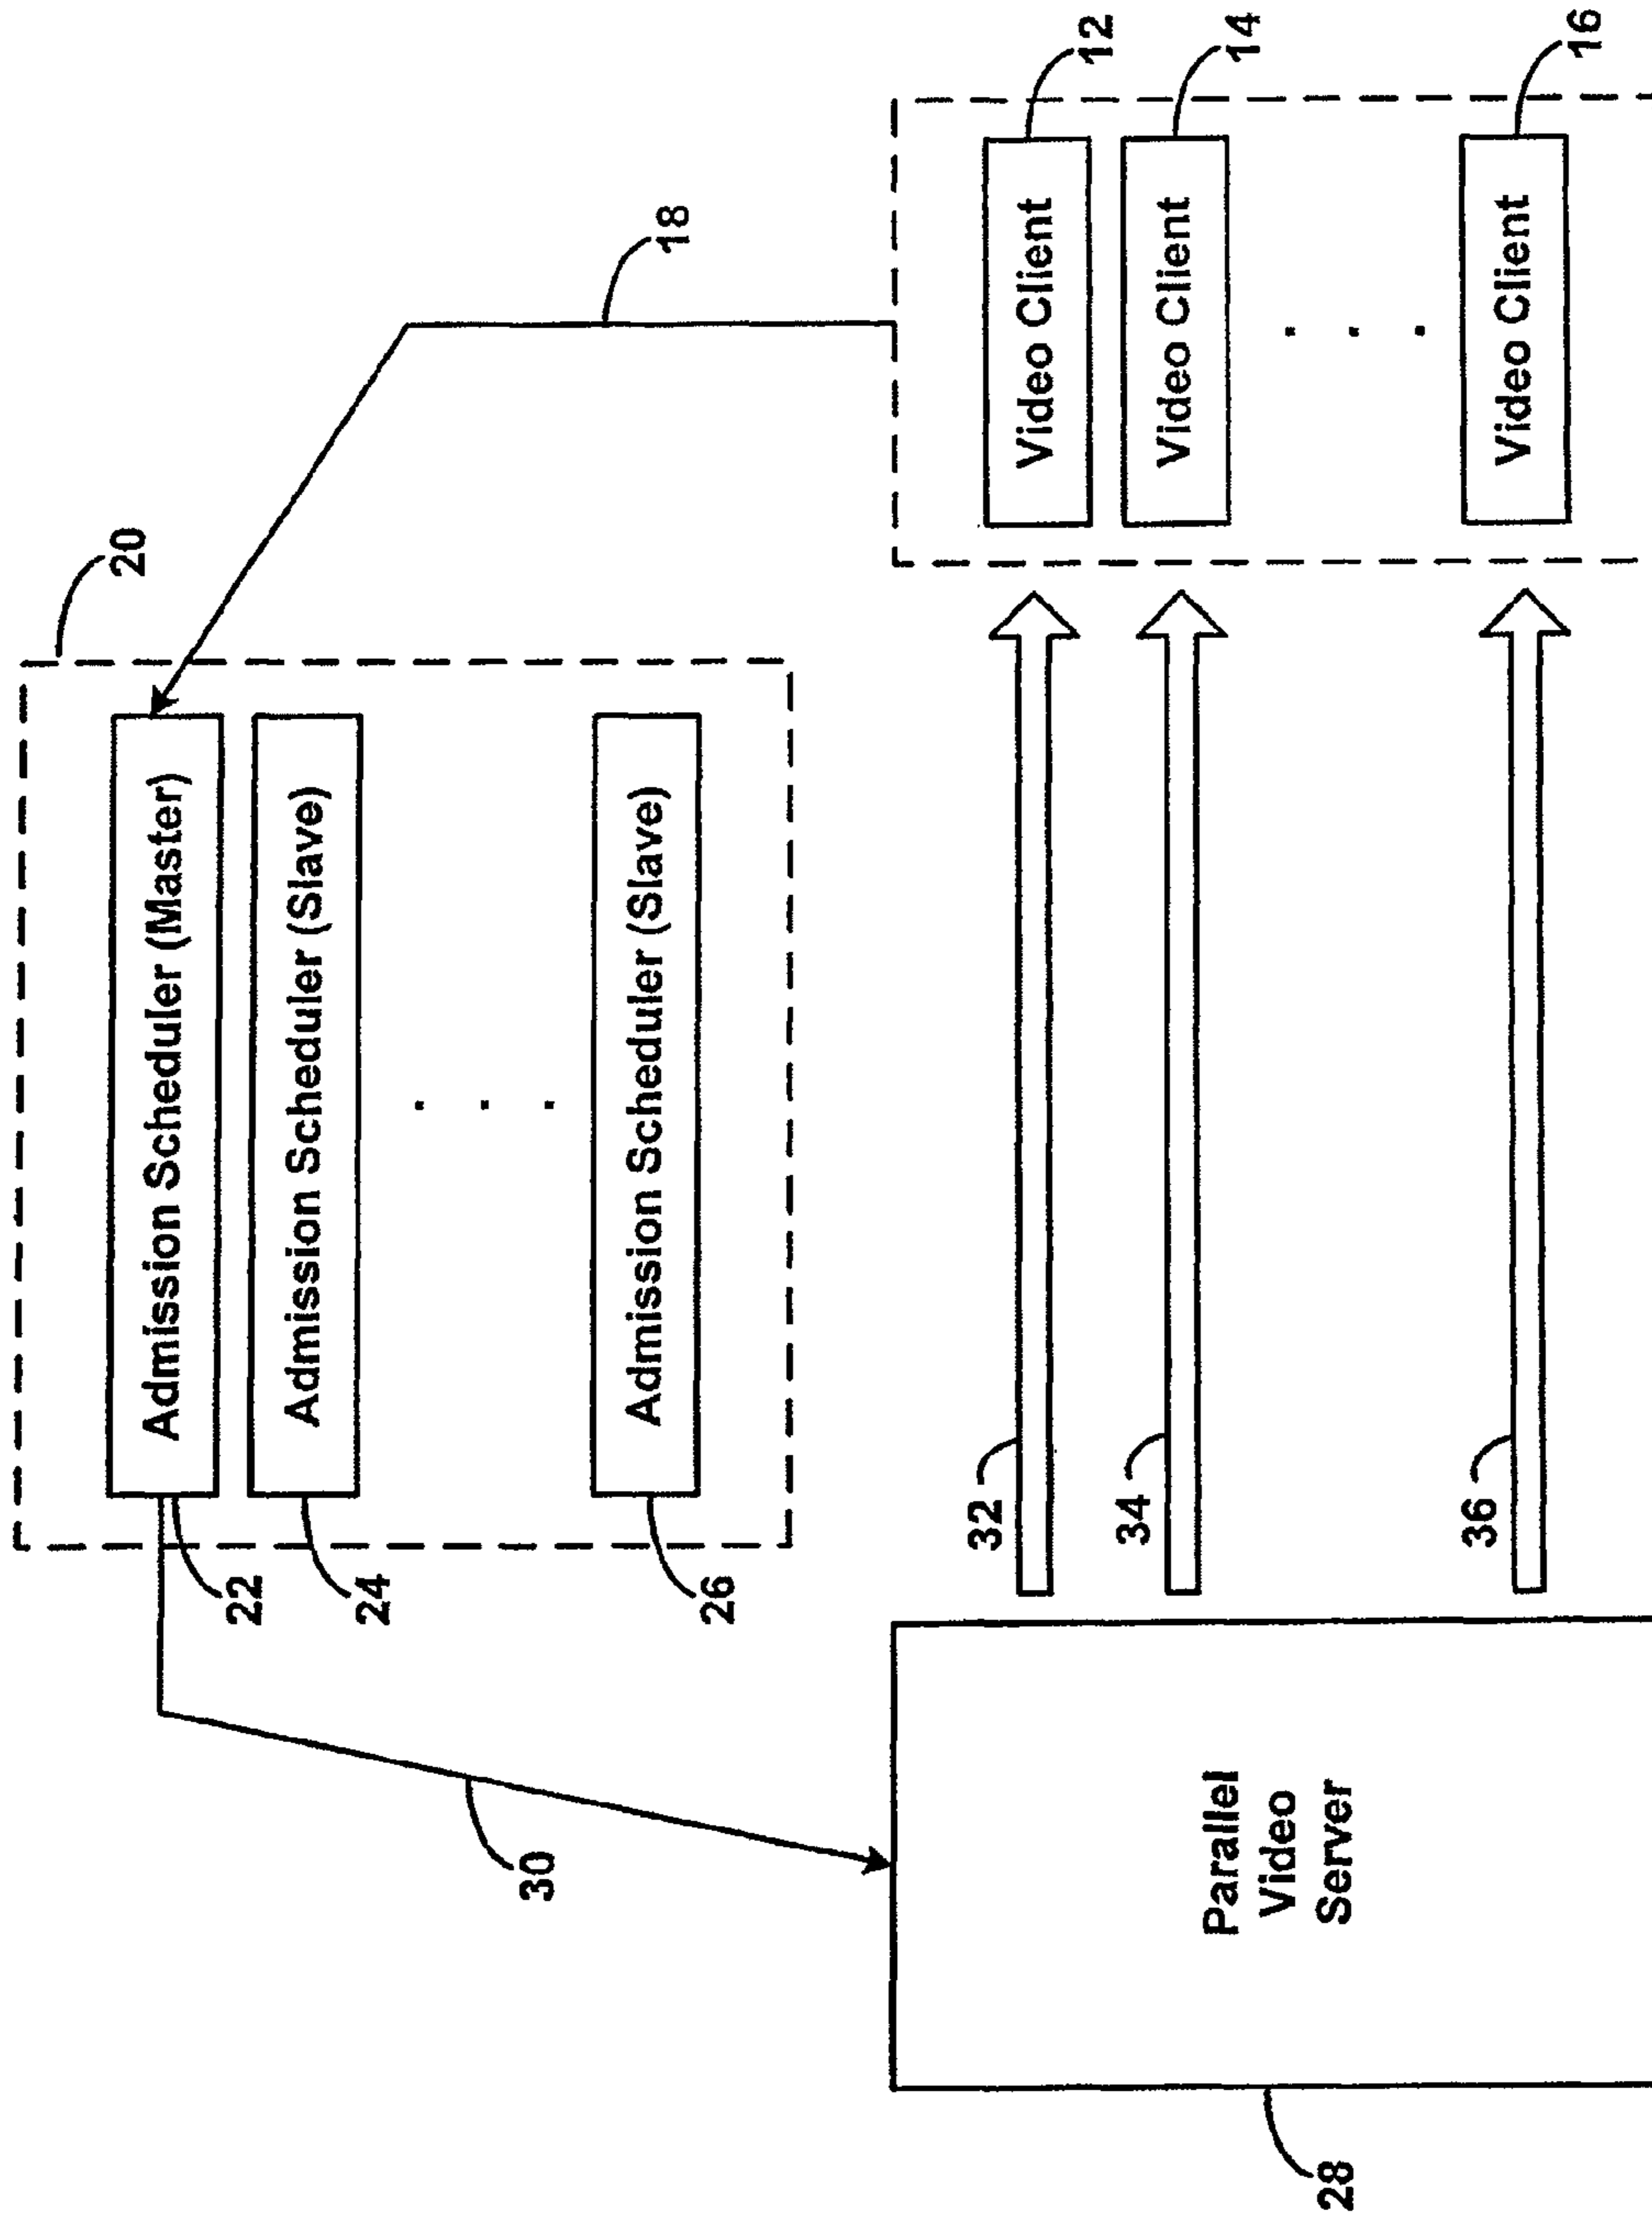 20
Admission Scheduler (Master)
22
Admission Scheduler (Slave)
24
.
.
.
Admission Scheduler (Slave)
26
18
30
Parallel
Video
Server
28
32
34
36
Video Client
12
Video Client
14
.
.
.
Video Client
16